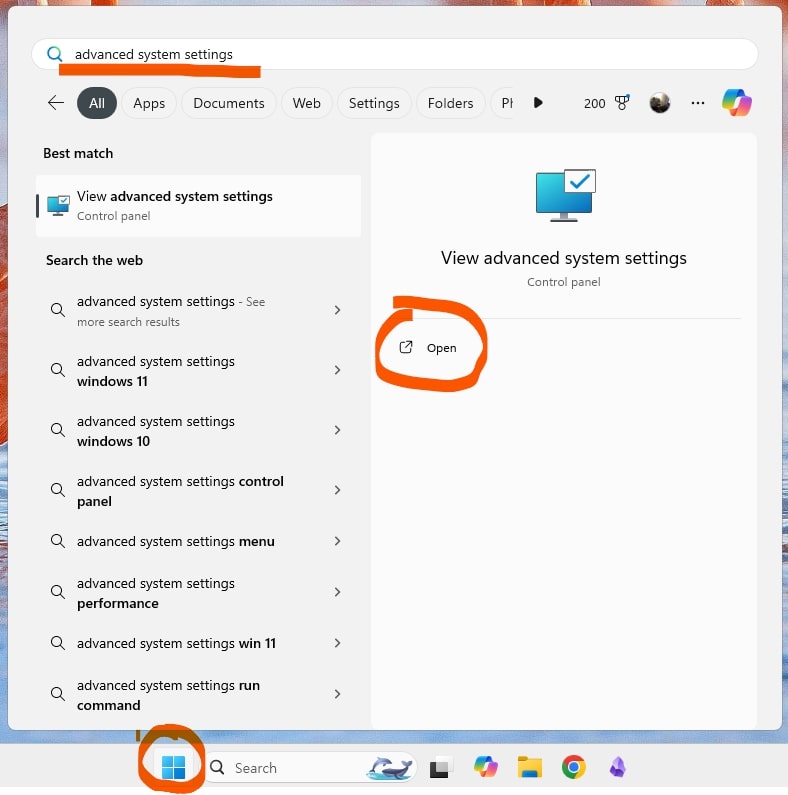 advanced system settings
All Apps Documents Web Settings Folders Ph 200
Best match
View advanced system settings
Control panel
Search the web
advanced system settings - See
more search results
advanced system settings
windows 11
advanced system settings
windows 10
advanced system settings control
panel
advanced system settings menu
advanced system settings
performance
advanced system settings win 11
advanced system settings run
command
View advanced system settings
Control panel
Open
Search